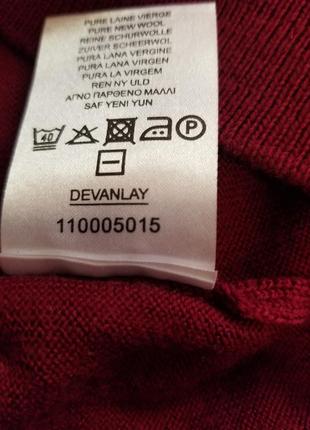 PURE LAINE VIERGE
PURE NEW WOOL
REINE SCHURWOLLE
ZUIVER SCHEERWOL
PURA LANA VERGINE
PURA LANA VIRGEN
PURA LA VIRGEM
REN NY ULD
ΑΓΝΟ ΠΑΡΘΕΝΟ ΜΑΛΛΙ
SAF YENI YUN
40 P
DEVANLAY
110005015